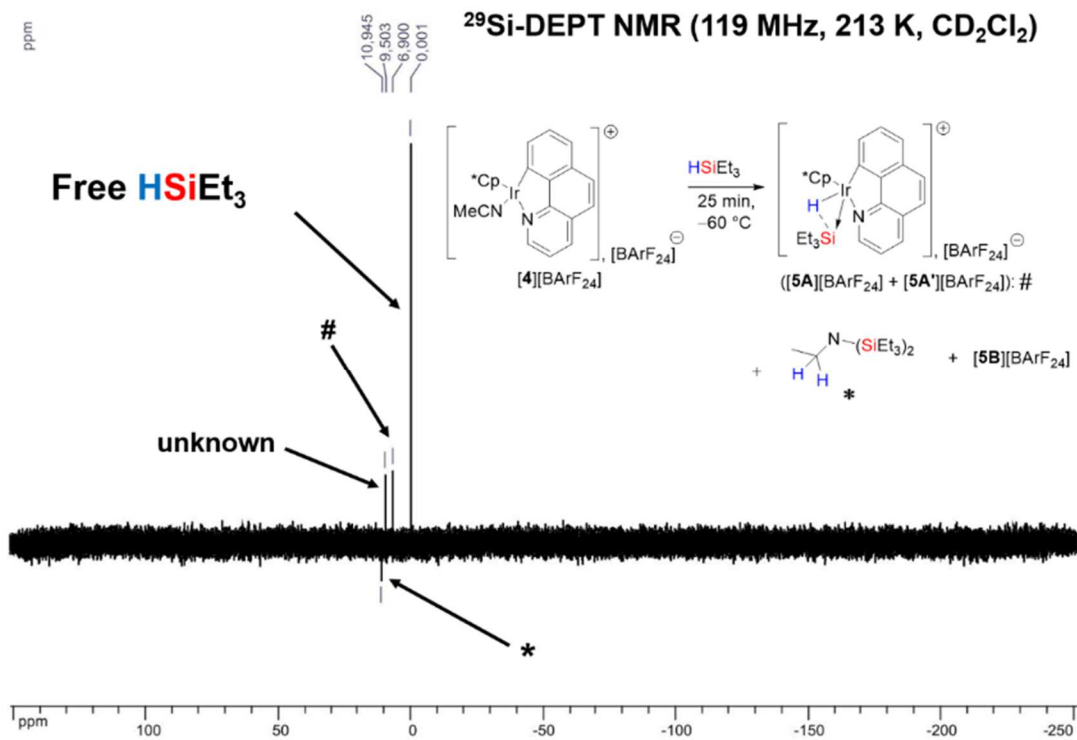 ²⁹Si-DEPT NMR (119 MHz, 213 K, CD₂Cl₂)
ppm
10,945
9,503
6,900
0,001
Free HSiEt₃
#
unknown
*
*Cp
Ir
MeCN
N
⊕
, [BArF₂₄]⊖
[4][BArF₂₄]
HSiEt₃
25 min,
−60 °C
*Cp
Ir
H
N
Et₃Si
⊕
, [BArF₂₄]⊖
([5A][BArF₂₄] + [5A'][BArF₂₄]): #
+
N
(SiEt₃)₂
H H
*
+ [5B][BArF₂₄]
ppm 100 50 0 -50 -100 -150 -200 -250